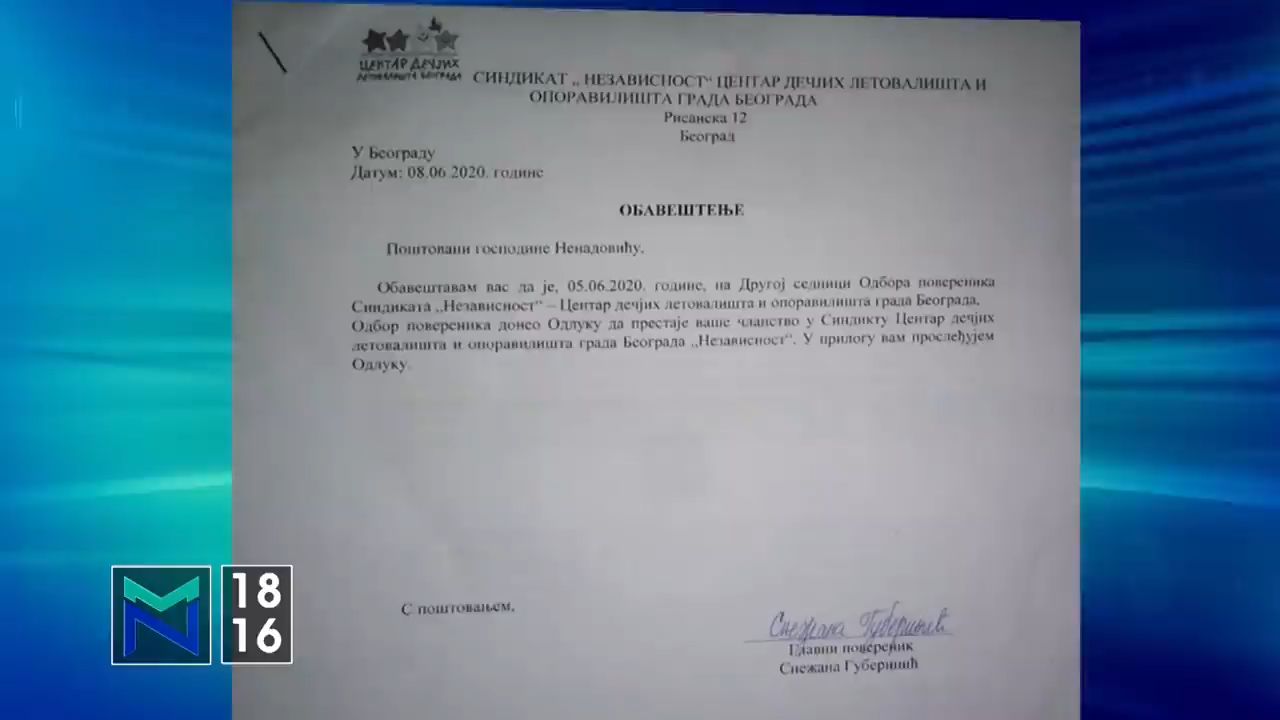 ЦЕНТАР ДЕЧЈИХ
ЛЕТОВАЛИШТА БЕОГРАДА
СИНДИКАТ „ НЕЗАВИСНОСТ“ ЦЕНТАР ДЕЧЈИХ ЛЕТОВАЛИШТА И
ОПОРАВИЛИШТА ГРАДА БЕОГРАДА
Рисанска 12
Београд
У Београду
Датум: 08.06.2020. године
ОБАВЕШТЕЊЕ
Поштовани господине Ненадовићу,
Обавештавам вас да је, 05.06.2020. године, на Другој седници Одбора повереника
Синдиката „Независност“ – Центар дечјих летовалишта и опоравилишта града Београда,
Одбор повереника донео Одлуку да престаје ваше чланство у Синдикту Центар дечјих
летовалишта и опоравилишта града Београда „Независност“. У прилогу вам прослеђујем
Одлуку.
С поштовањем,
Снежана Губеринић
Главни повереник
Снежана Губеринић
18
16